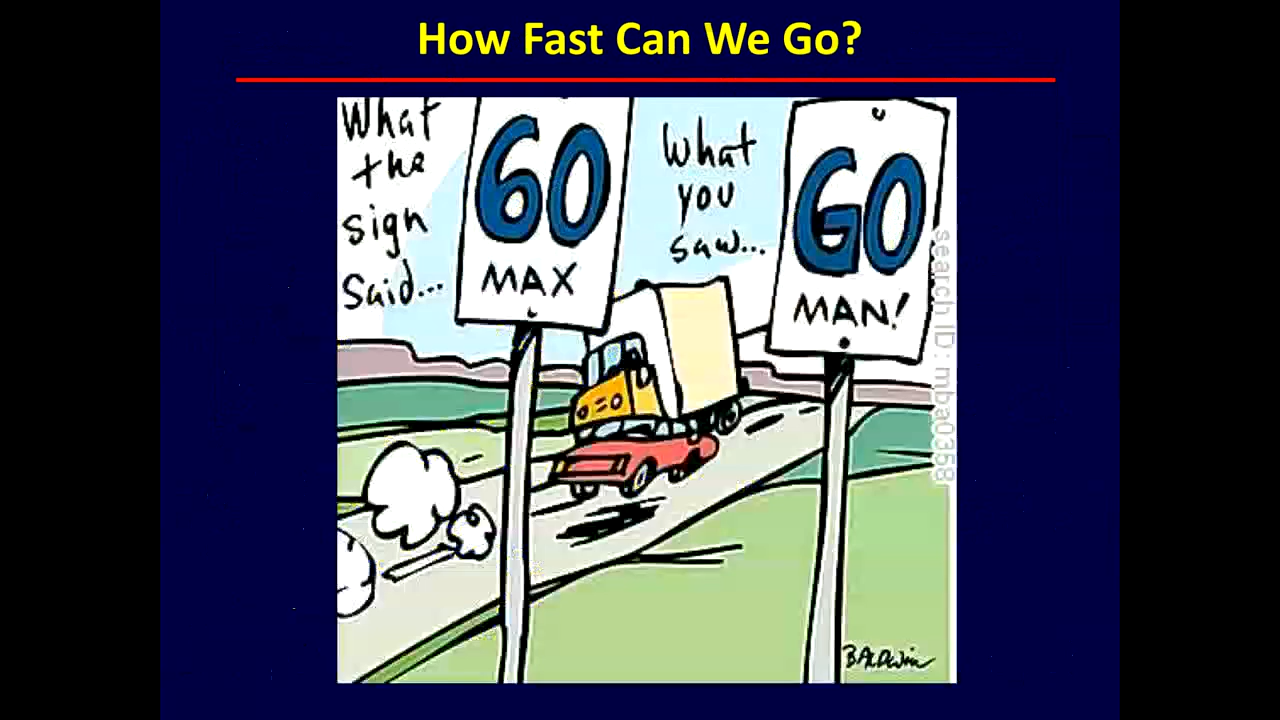 How Fast Can We Go?
What
the
sign
said...
60
MAX
What
you
saw...
GO
MAN!
search ID: mba0358
BALDWin